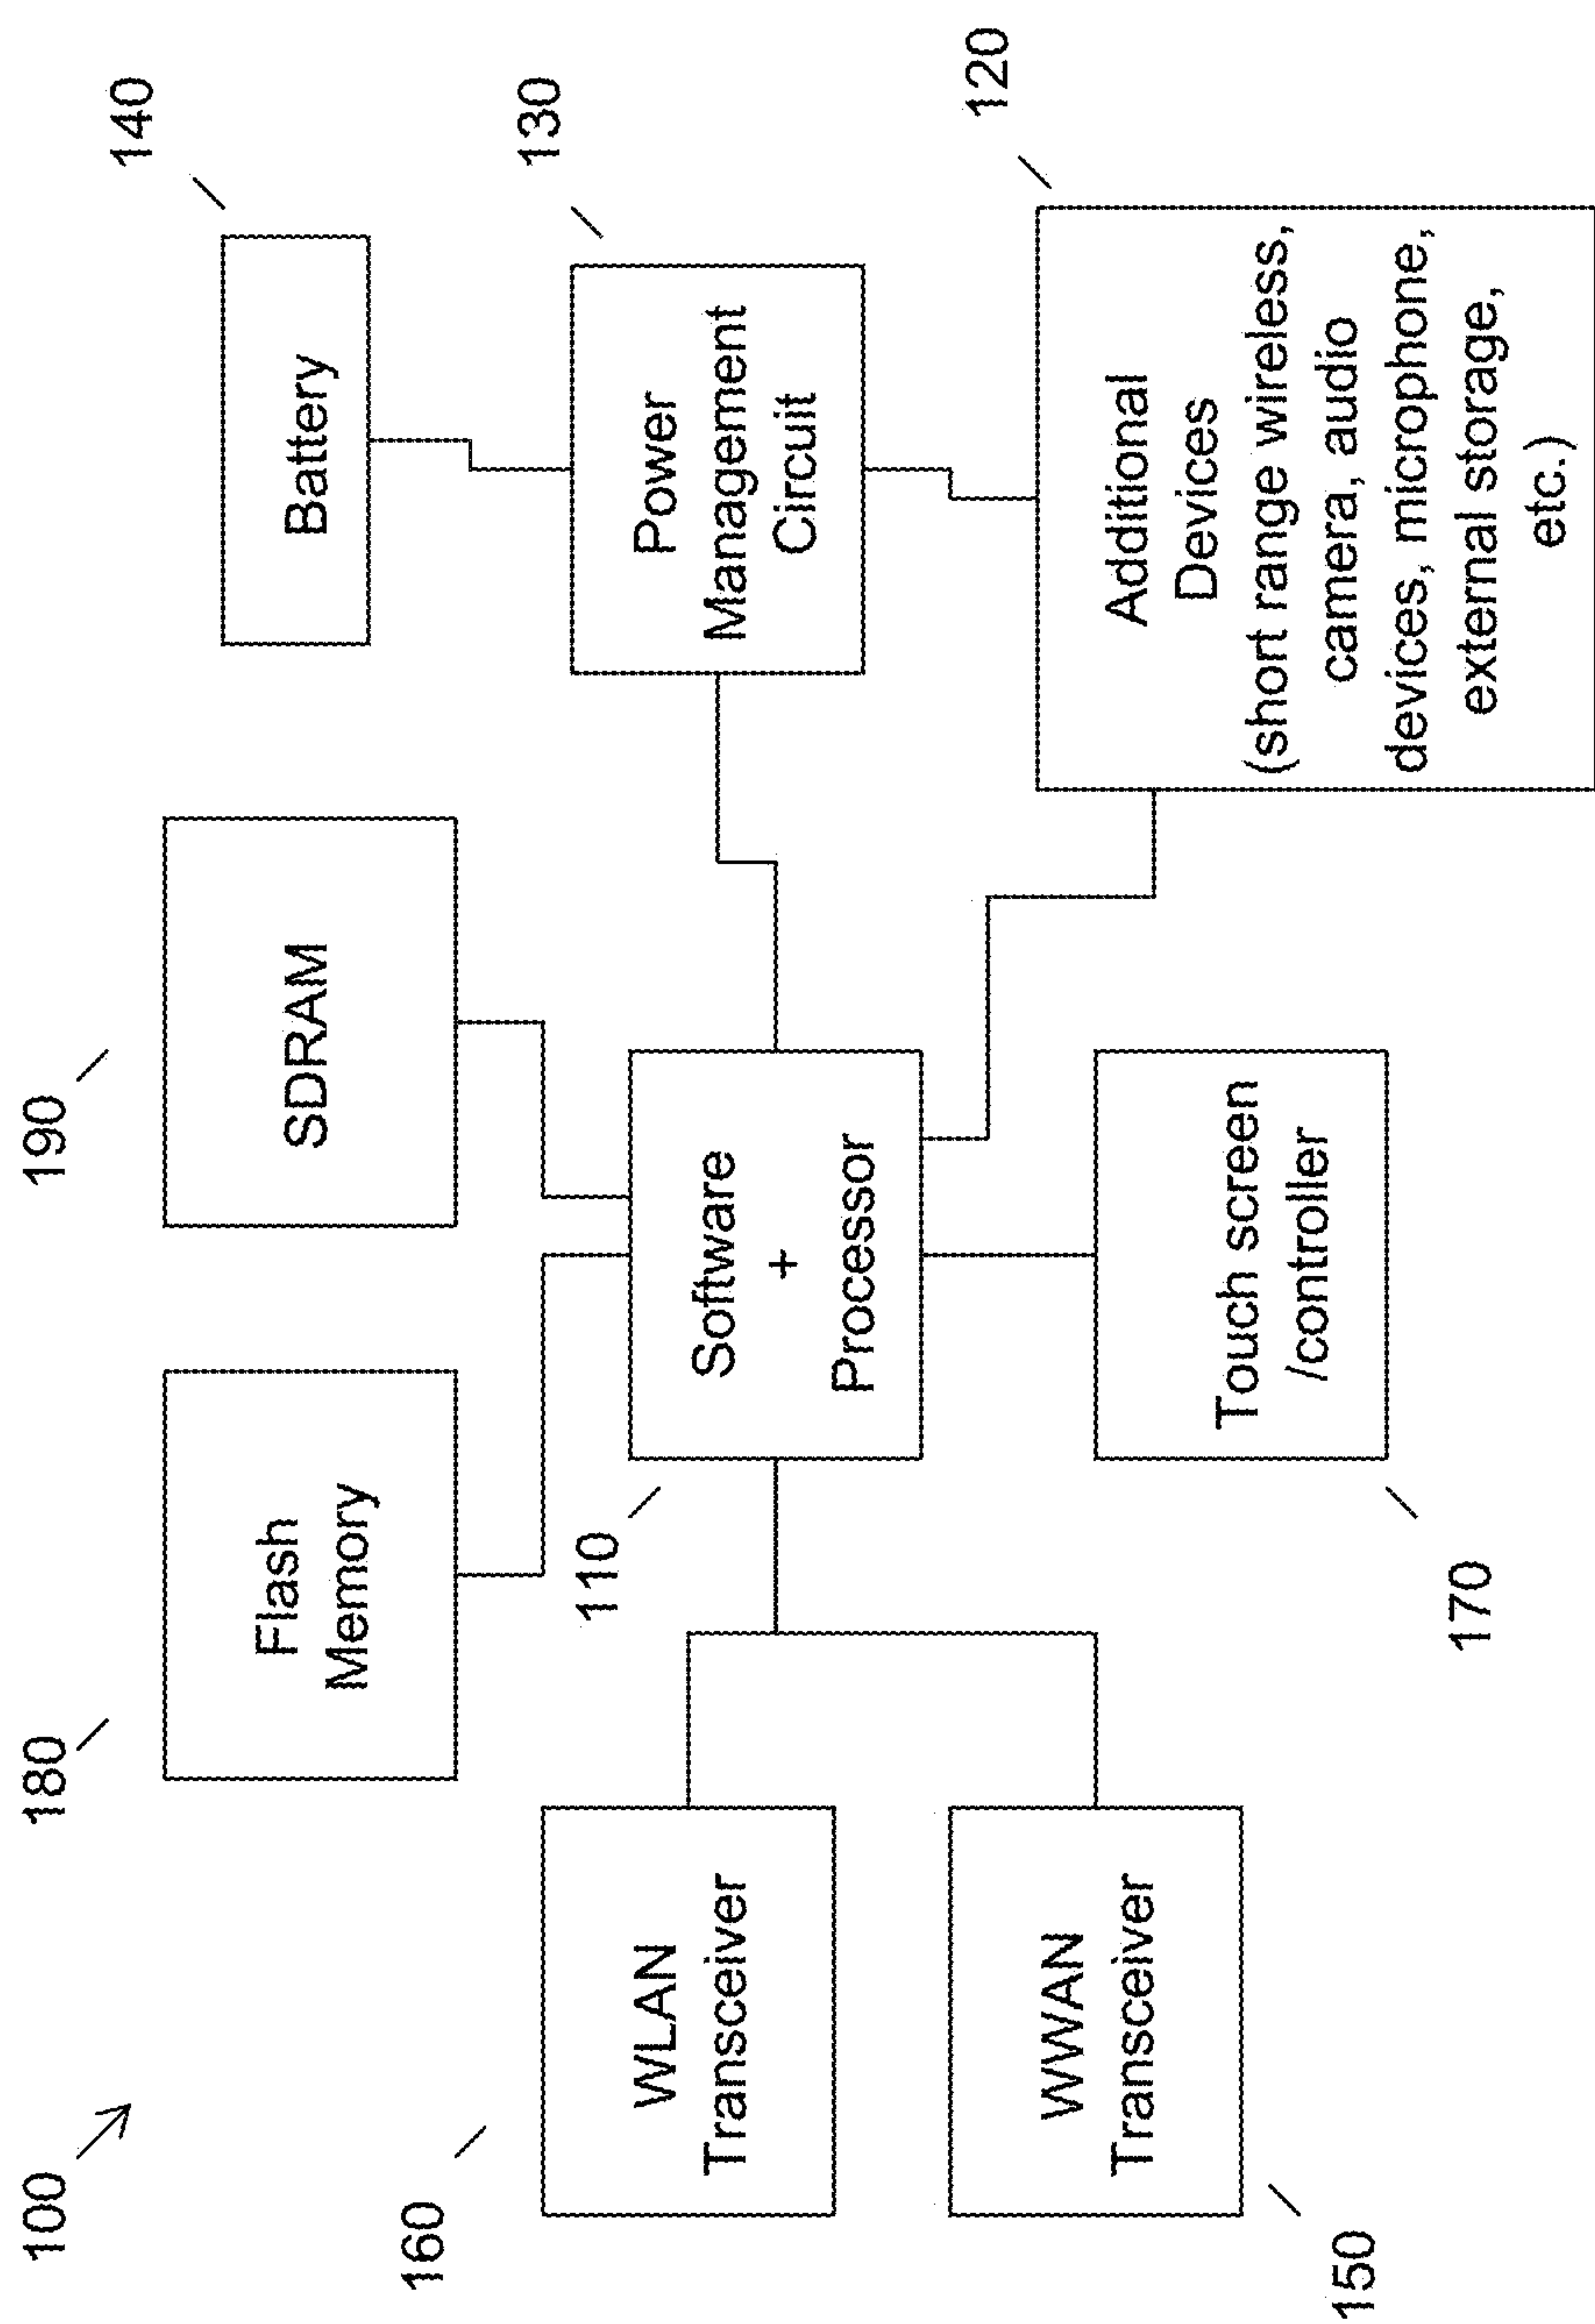 100
180
190
140
Flash
Memory
SDRAM
Battery
160
WLAN
Transceiver
110
Software
+
Processor
130
Power
Management
Circuit
150
WWAN
Transceiver
170
Touch screen
/controller
120
Additional
Devices
(short range wireless,
camera, audio
devices, microphone,
external storage,
etc.)